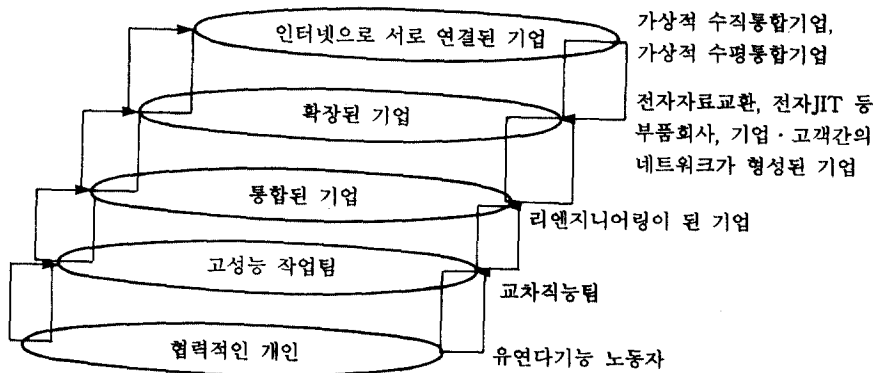 인터넷으로 서로 연결된 기업
가상적 수직통합기업,
가상적 수평통합기업
확장된 기업
전자자료교환, 전자JIT 등
부품회사, 기업·고객간의
네트워크가 형성된 기업
통합된 기업
리엔지니어링이 된 기업
고성능 작업팀
교차직능팀
협력적인 개인
유연다기능 노동자